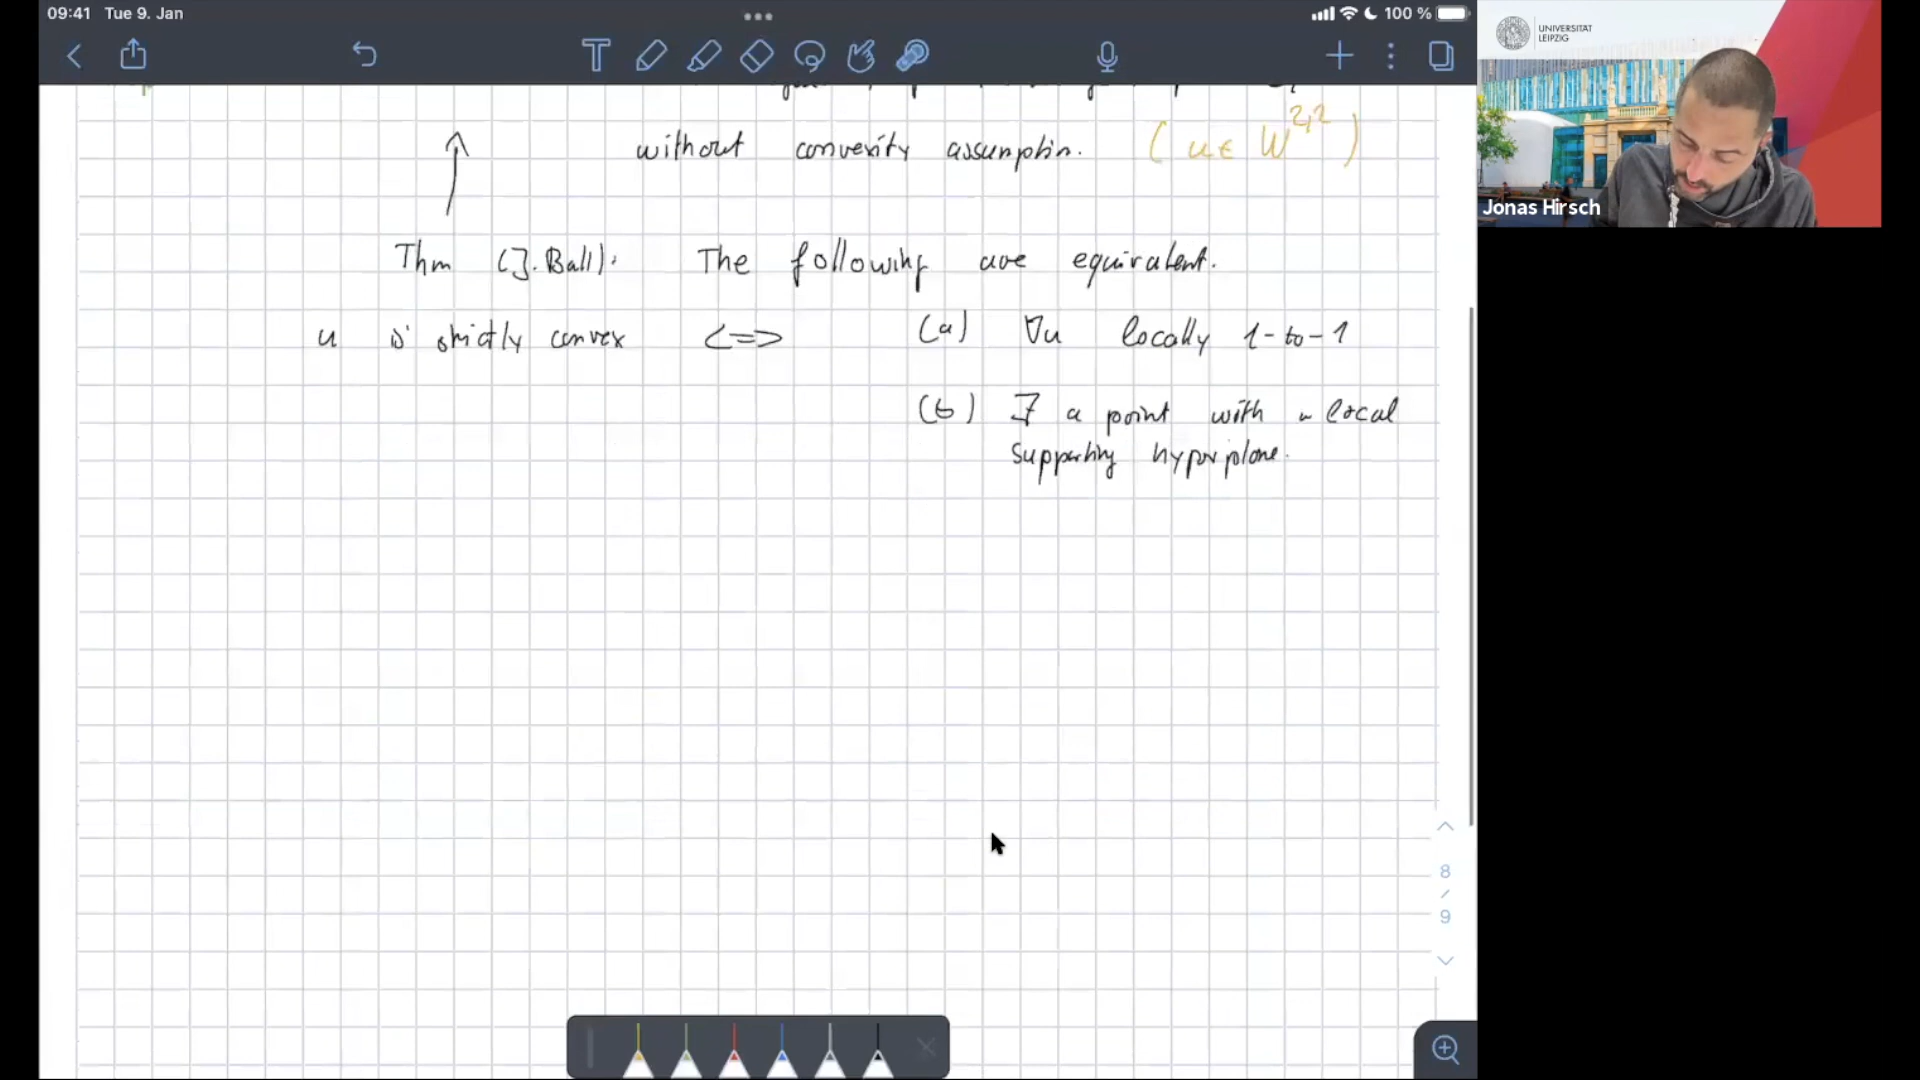 09:41 Tue 9. Jan
100 %
UNIVERSITÄT
LEIPZIG
Jonas Hirsch
without convexity assumption. (u ∈ W^{2,2})
Thm (J. Ball): The following are equivalent.
u is strictly convex <=> (a) ∇u locally 1-to-1
(b) ∃ a point with a local
supporting hyperplane.
8
/
9